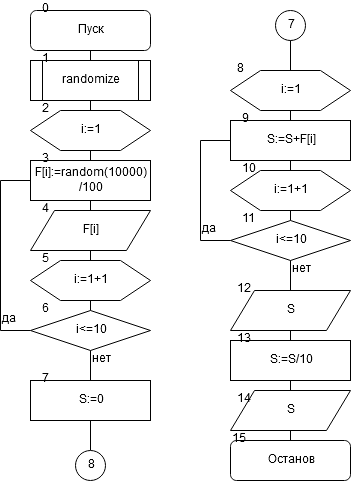 0
Пуск
1
randomize
2
i:=1
3
F[i]:=random(10000)
/100
4
F[i]
5
i:=1+1
6
i<=10
да
нет
7
S:=0
8
7
8
i:=1
9
S:=S+F[i]
10
i:=1+1
11
i<=10
да
нет
12
S
13
S:=S/10
14
S
15
Останов